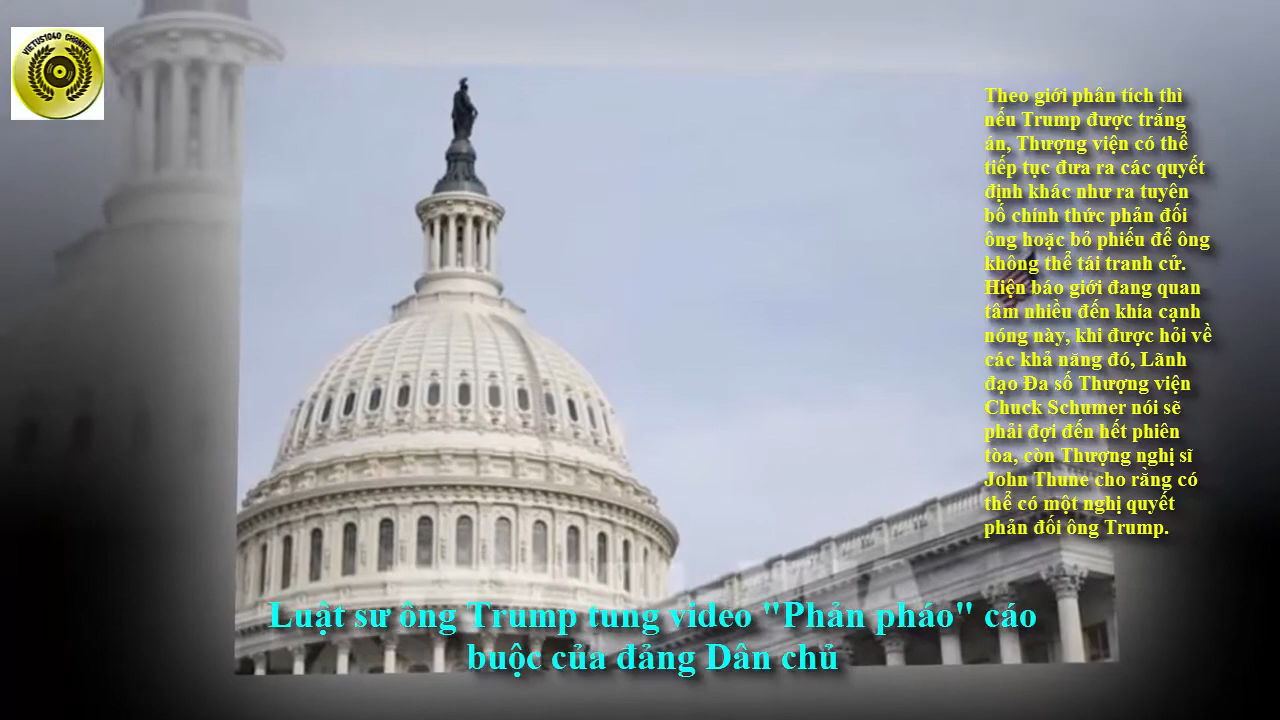 VIETUS1040 CHANNEL
Theo giới phân tích thì
nếu Trump được trắng
án, Thượng viện có thể
tiếp tục đưa ra các quyết
định khác như ra tuyên
bố chính thức phản đối
ông hoặc bỏ phiếu để ông
không thể tái tranh cử.
Hiện báo giới đang quan
tâm nhiều đến khía cạnh
nóng này, khi được hỏi về
các khả năng đó, Lãnh
đạo Đa số Thượng viện
Chuck Schumer nói sẽ
phải đợi đến hết phiên
tòa, còn Thượng nghị sĩ
John Thune cho rằng có
thể có một nghị quyết
phản đối ông Trump.
Luật sư ông Trump tung video "Phản pháo" cáo
buộc của đảng Dân chủ